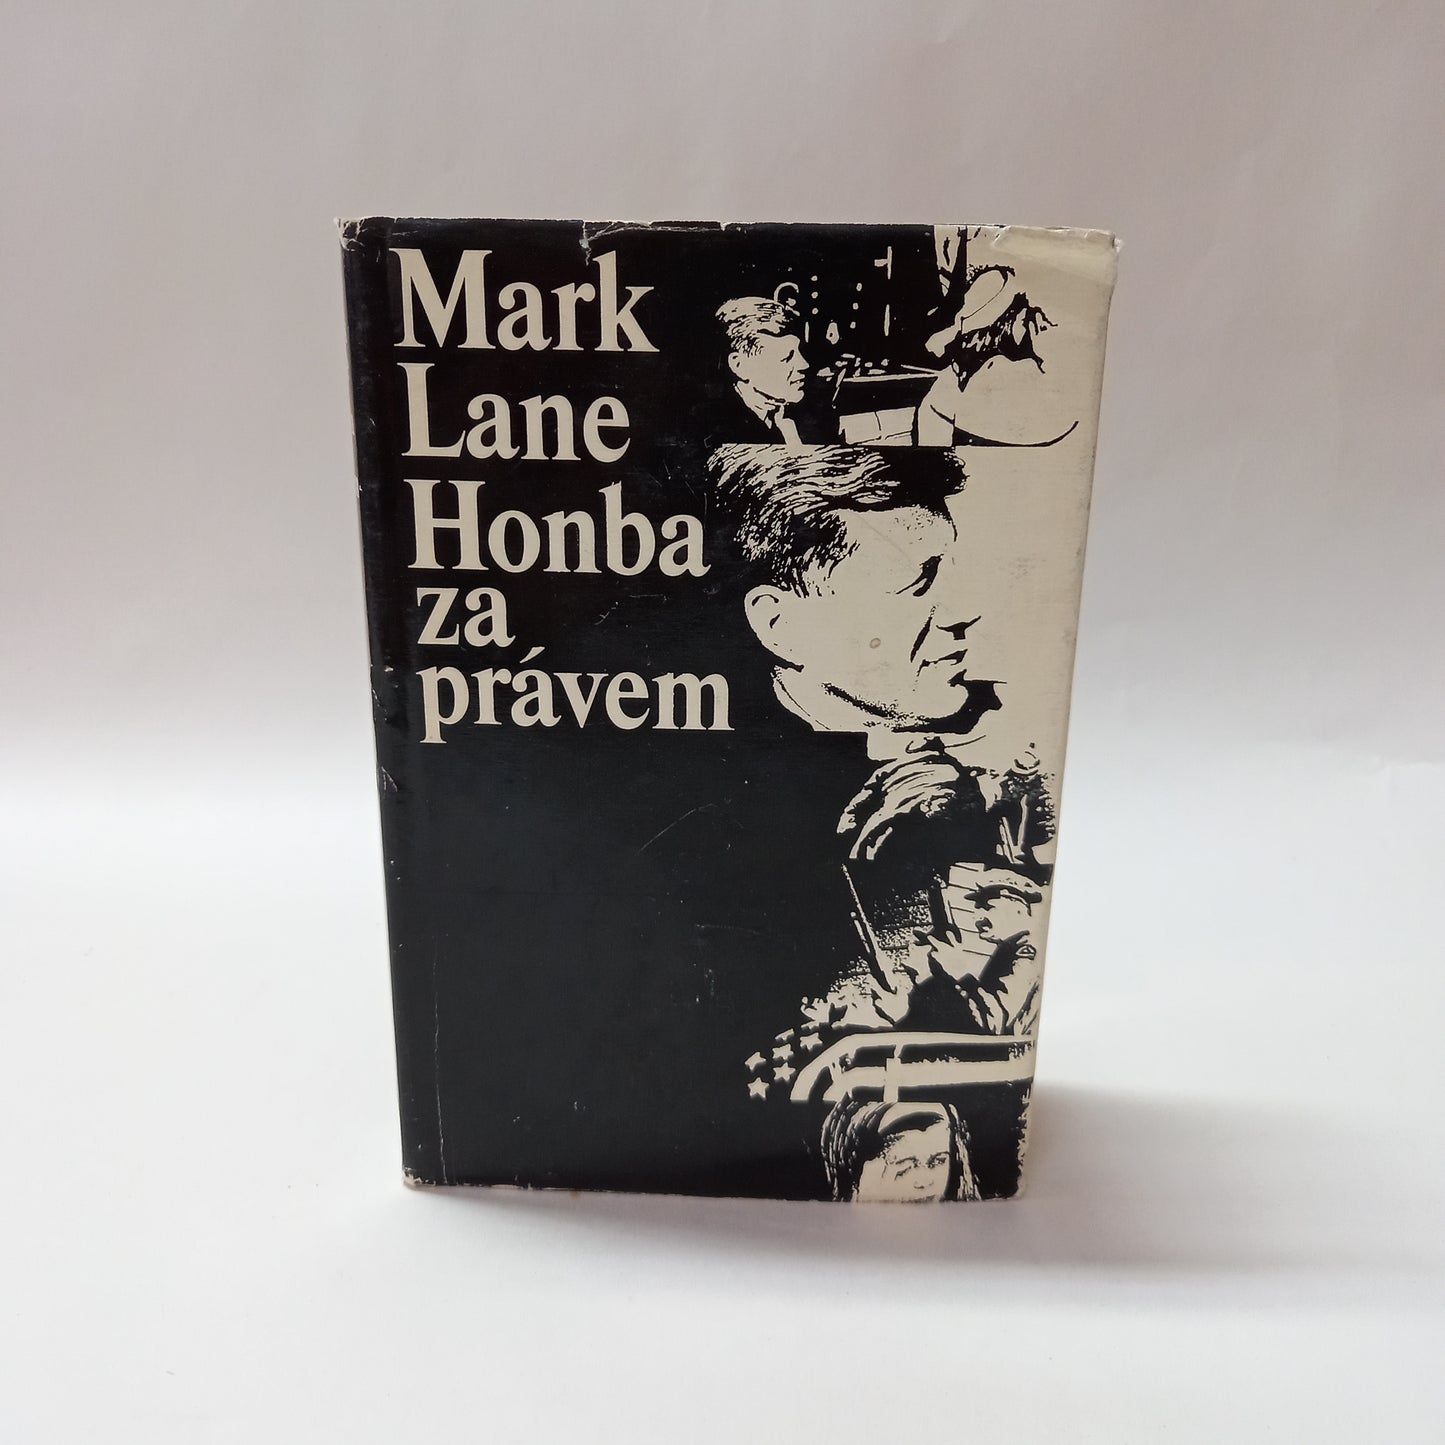 Mark
Lane
Honba
za
právem